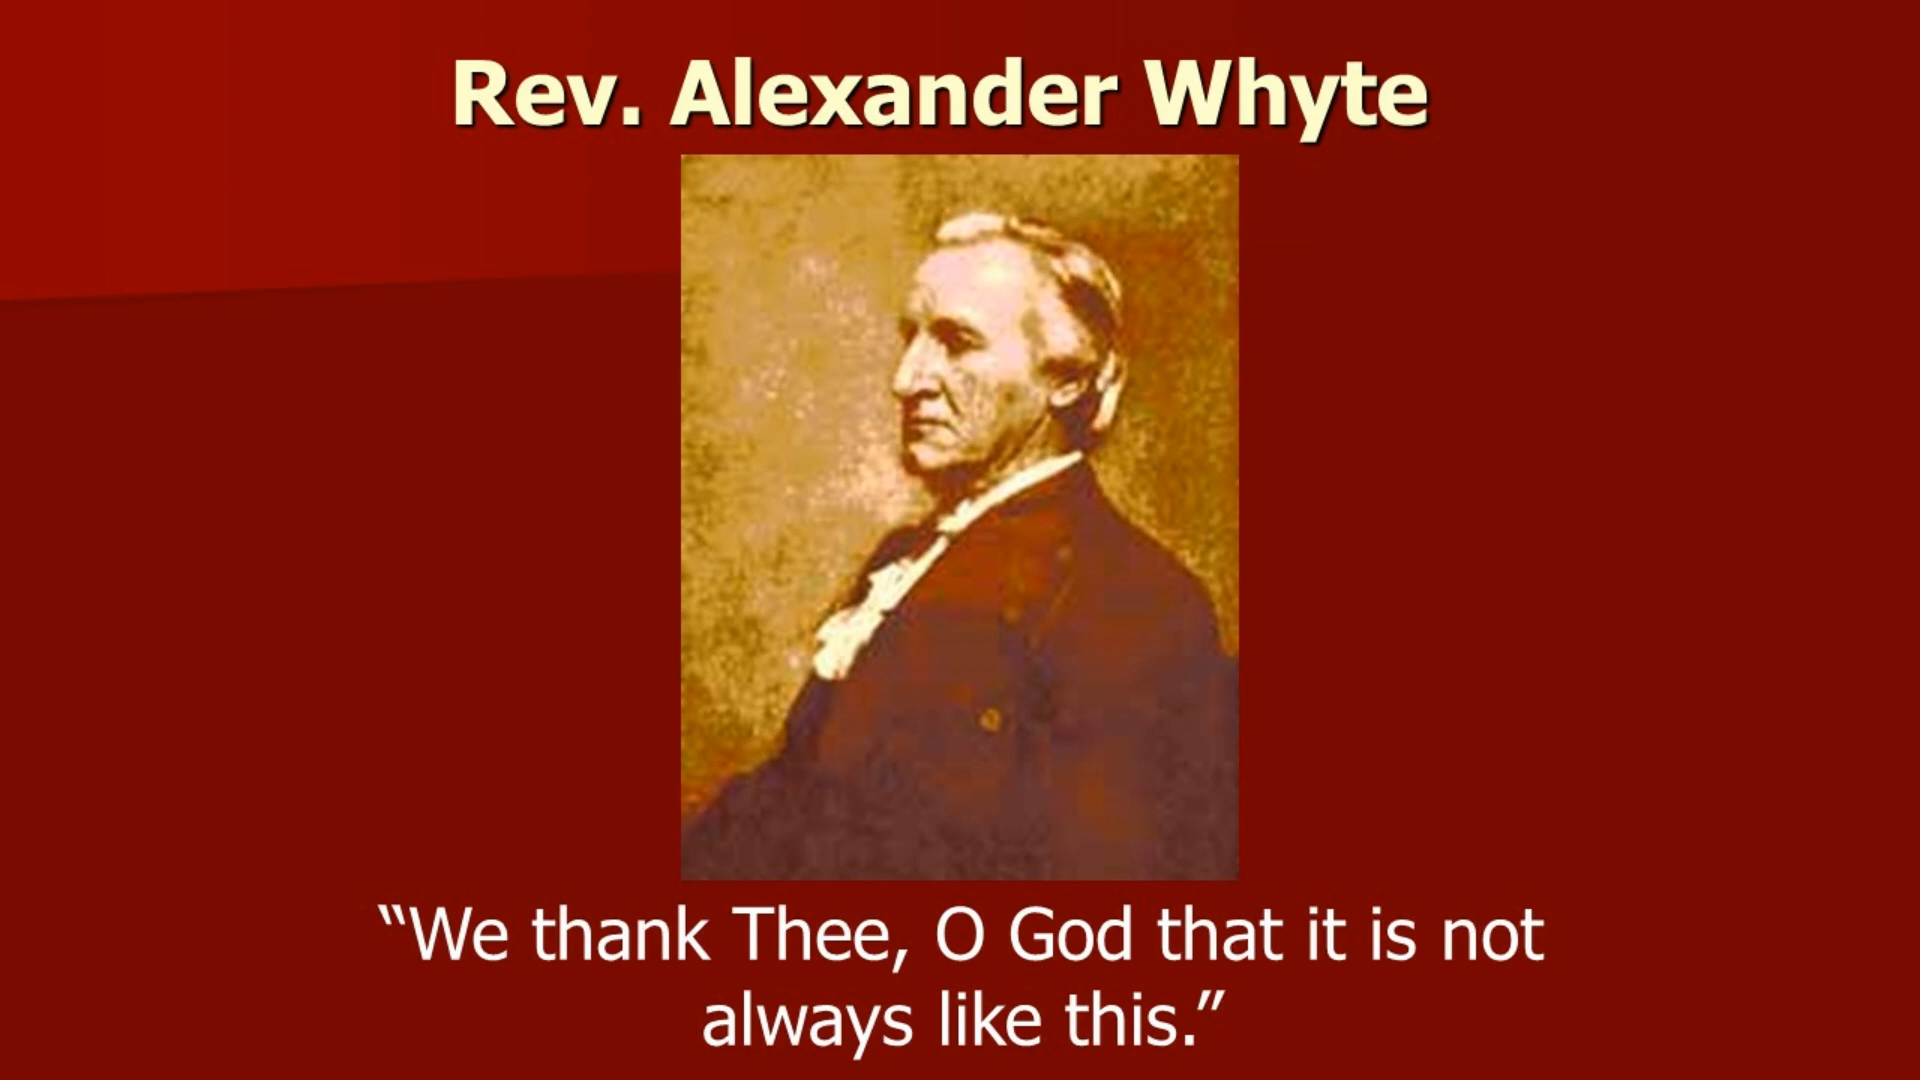 Rev. Alexander Whyte
“We thank Thee, O God that it is not
always like this.”